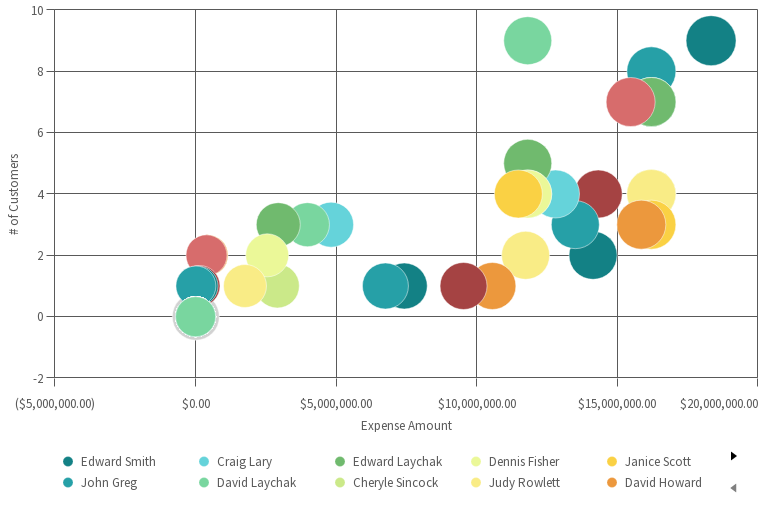 10
8
6
4
2
0
-2
# of Customers
($5,000,000.00) $0.00 $5,000,000.00 $10,000,000.00 $15,000,000.00 $20,000,000.00
Expense Amount
Edward Smith Craig Lary Edward Laychak Dennis Fisher Janice Scott
John Greg David Laychak Cheryle Sincock Judy Rowlett David Howard